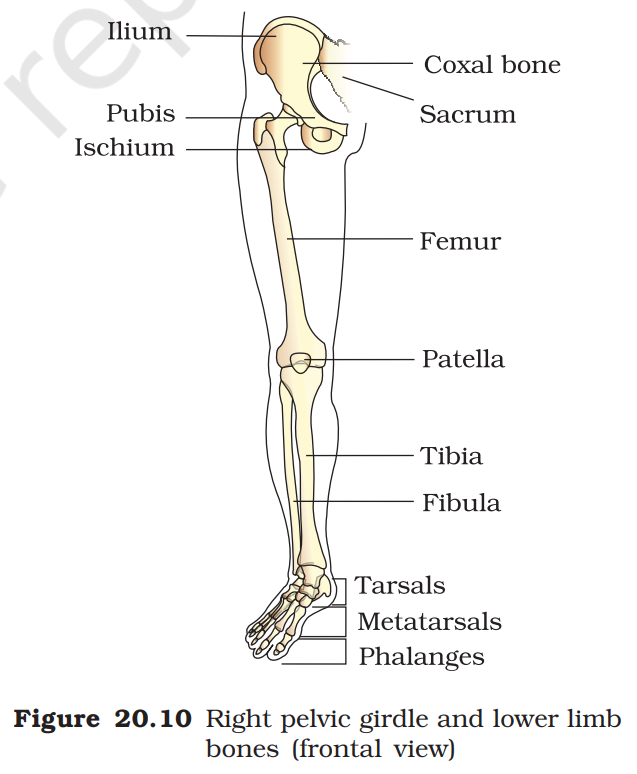 Ilium
Coxal bone
Pubis
Sacrum
Ischium
Femur
Patella
Tibia
Fibula
Tarsals
Metatarsals
Phalanges
Figure 20.10 Right pelvic girdle and lower limb
bones (frontal view)